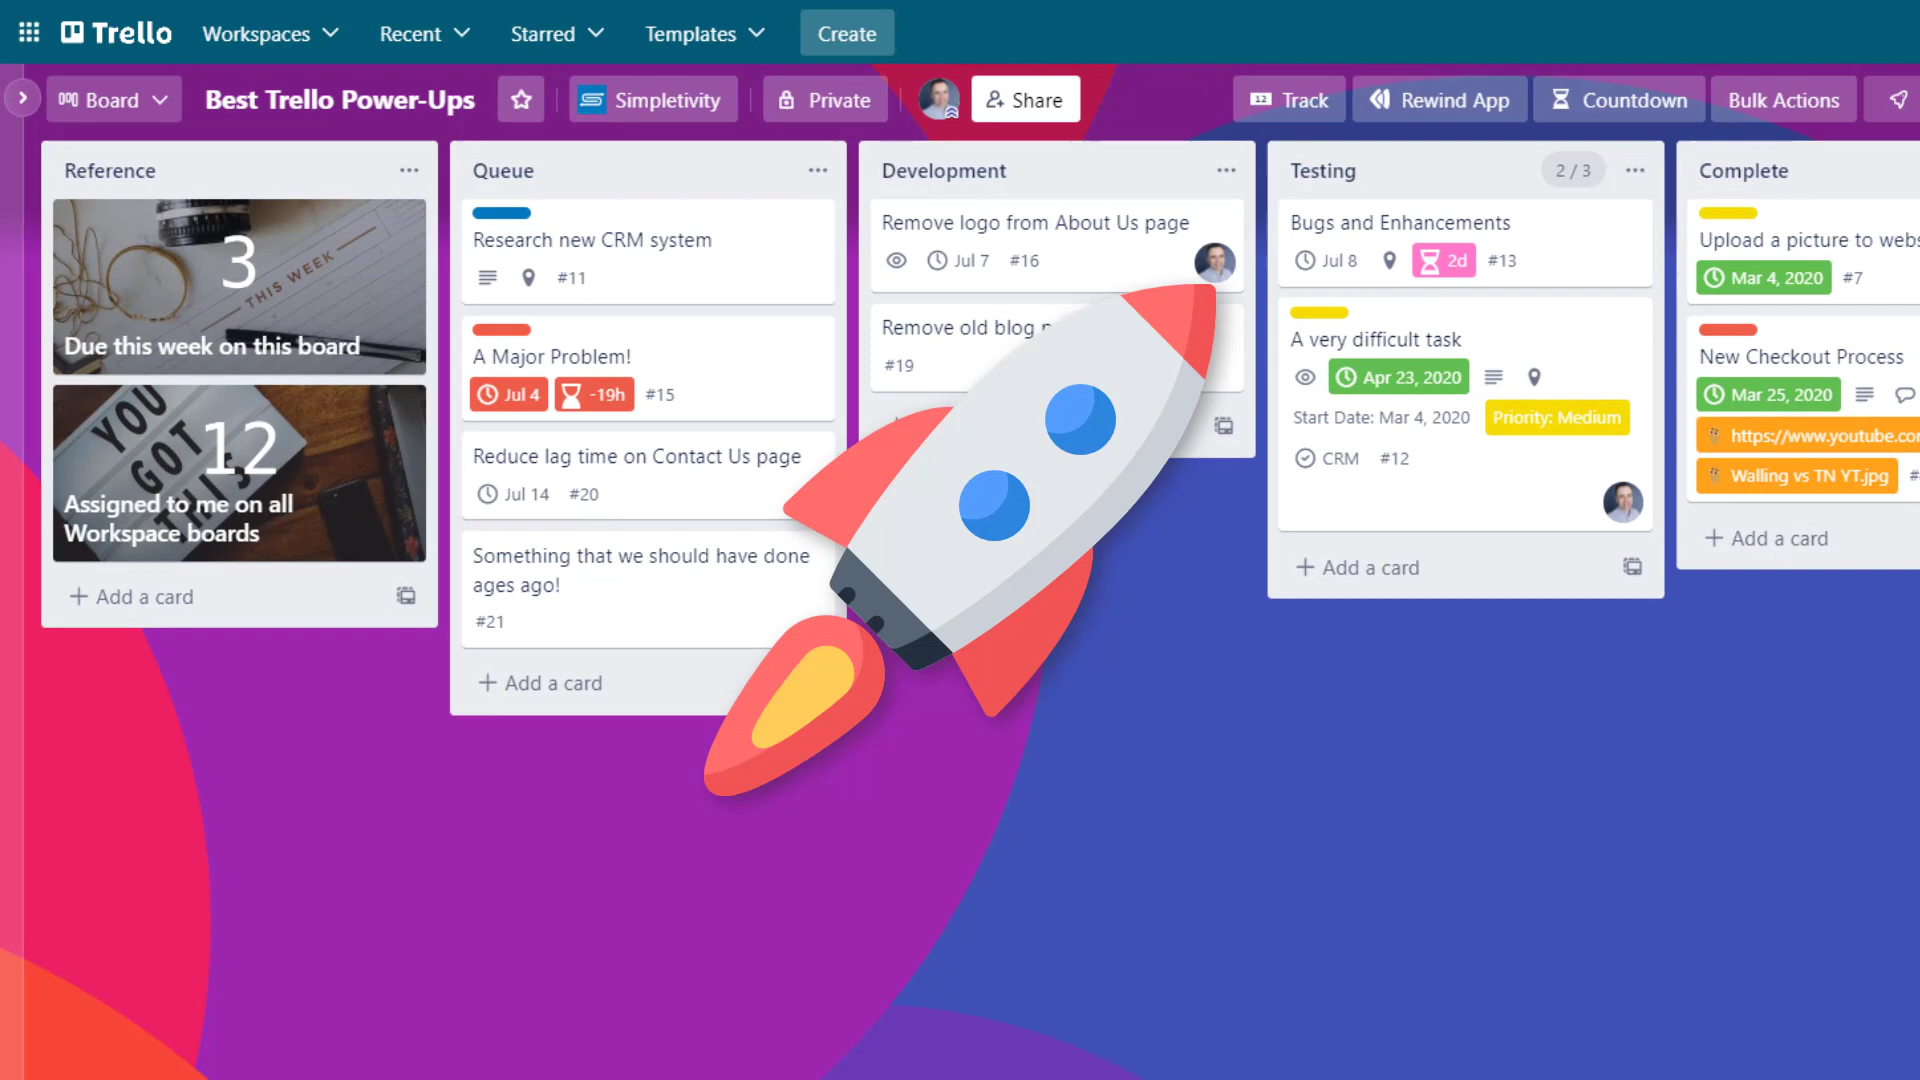 Trello
Workspaces
Recent
Starred
Templates
Create
Board
Best Trello Power-Ups
Simpletivity
Private
Share
12
Track
Rewind App
Countdown
Bulk Actions
Reference
3
THIS WEEK
Due this week on this board
YOU
GOT
THIS
12
Assigned to me on all
Workspace boards
+ Add a card
Queue
Research new CRM system
#11
A Major Problem!
Jul 4
-19h
#15
Reduce lag time on Contact Us page
Jul 14
#20
Something that we should have done
ages ago!
#21
+ Add a card
Development
Remove logo from About Us page
Jul 7
#16
Remove old blog
#19
Testing
2 / 3
Bugs and Enhancements
Jul 8
2d
#13
A very difficult task
Apr 23, 2020
Start Date: Mar 4, 2020
Priority: Medium
CRM
#12
+ Add a card
Complete
Upload a picture to webs
Mar 4, 2020
#7
New Checkout Process
Mar 25, 2020
https://www.youtube.co
Walling vs TN YT.jpg
+ Add a card